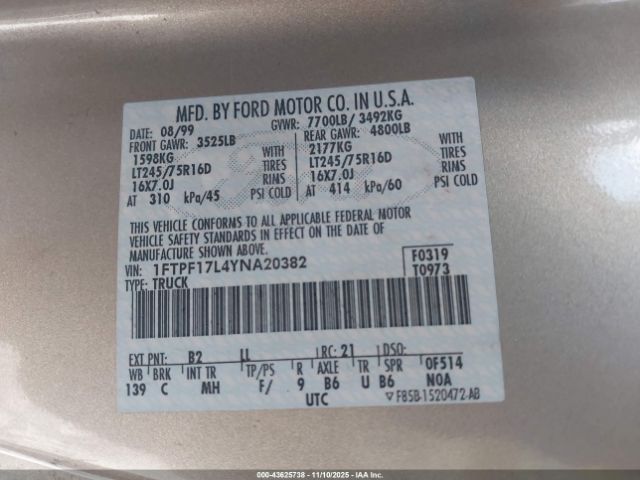 MFD. BY FORD MOTOR CO. IN U.S.A.
DATE: 08/99 GVWR: 7700LB/ 3492KG
FRONT GAWR: 3525LB REAR GAWR: 4800LB
1598KG WITH 2177KG WITH
LT245/75R16D TIRES LT245/75R16D TIRES
16X7.0J RIMS 16X7.0J RIMS
AT 310 kPa/45 PSI COLD AT 414 kPa/60 PSI COLD
THIS VEHICLE CONFORMS TO ALL APPLICABLE FEDERAL MOTOR
VEHICLE SAFETY STANDARDS IN EFFECT ON THE DATE OF
MANUFACTURE SHOWN ABOVE.
VIN: 1FTPF17L4YNA20382 F0319
TYPE: TRUCK T0973
EXT PNT: B2 LL RC: 21 DSO:
WB BRK INT TR TP/PS R AXLE TR SPR 0F514
139 C MH F/ 9 B6 U B6 N0A
UTC F85B-1520472-AB
000-43625738 - 11/10/2025 - IAA Inc.